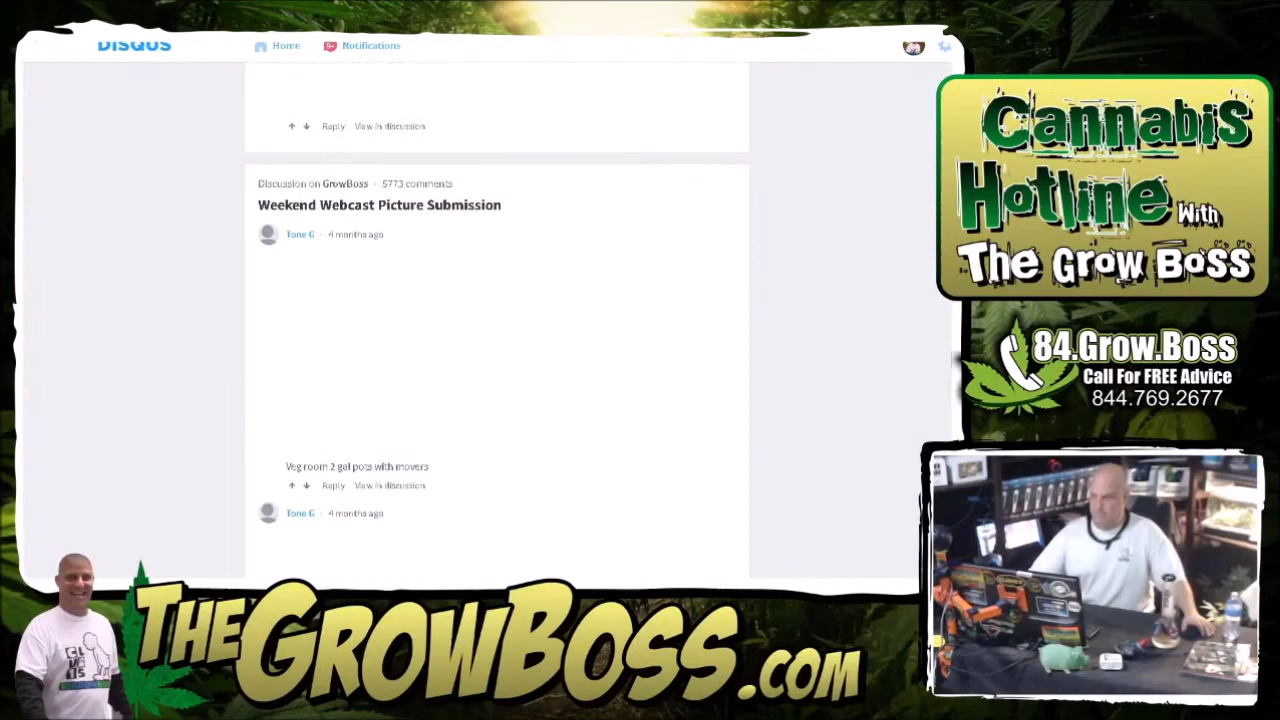 DISQUS
Home
Notifications
Reply View in discussion
Discussion on GrowBoss · 5773 comments
Weekend Webcast Picture Submission
Tone G · 4 months ago
Veg room 2 gal pots with movers
Reply View in discussion
Tone G · 4 months ago
Cannabis
Hotline With
The Grow Boss
84.Grow.Boss
Call For FREE Advice
844.769.2677
THEGROWBOSS.COM